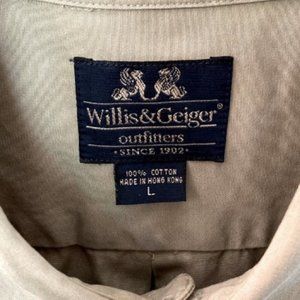 Willis&Geiger®
outfitters
• SINCE 1902 •
100% COTTON
MADE IN HONG KONG
L